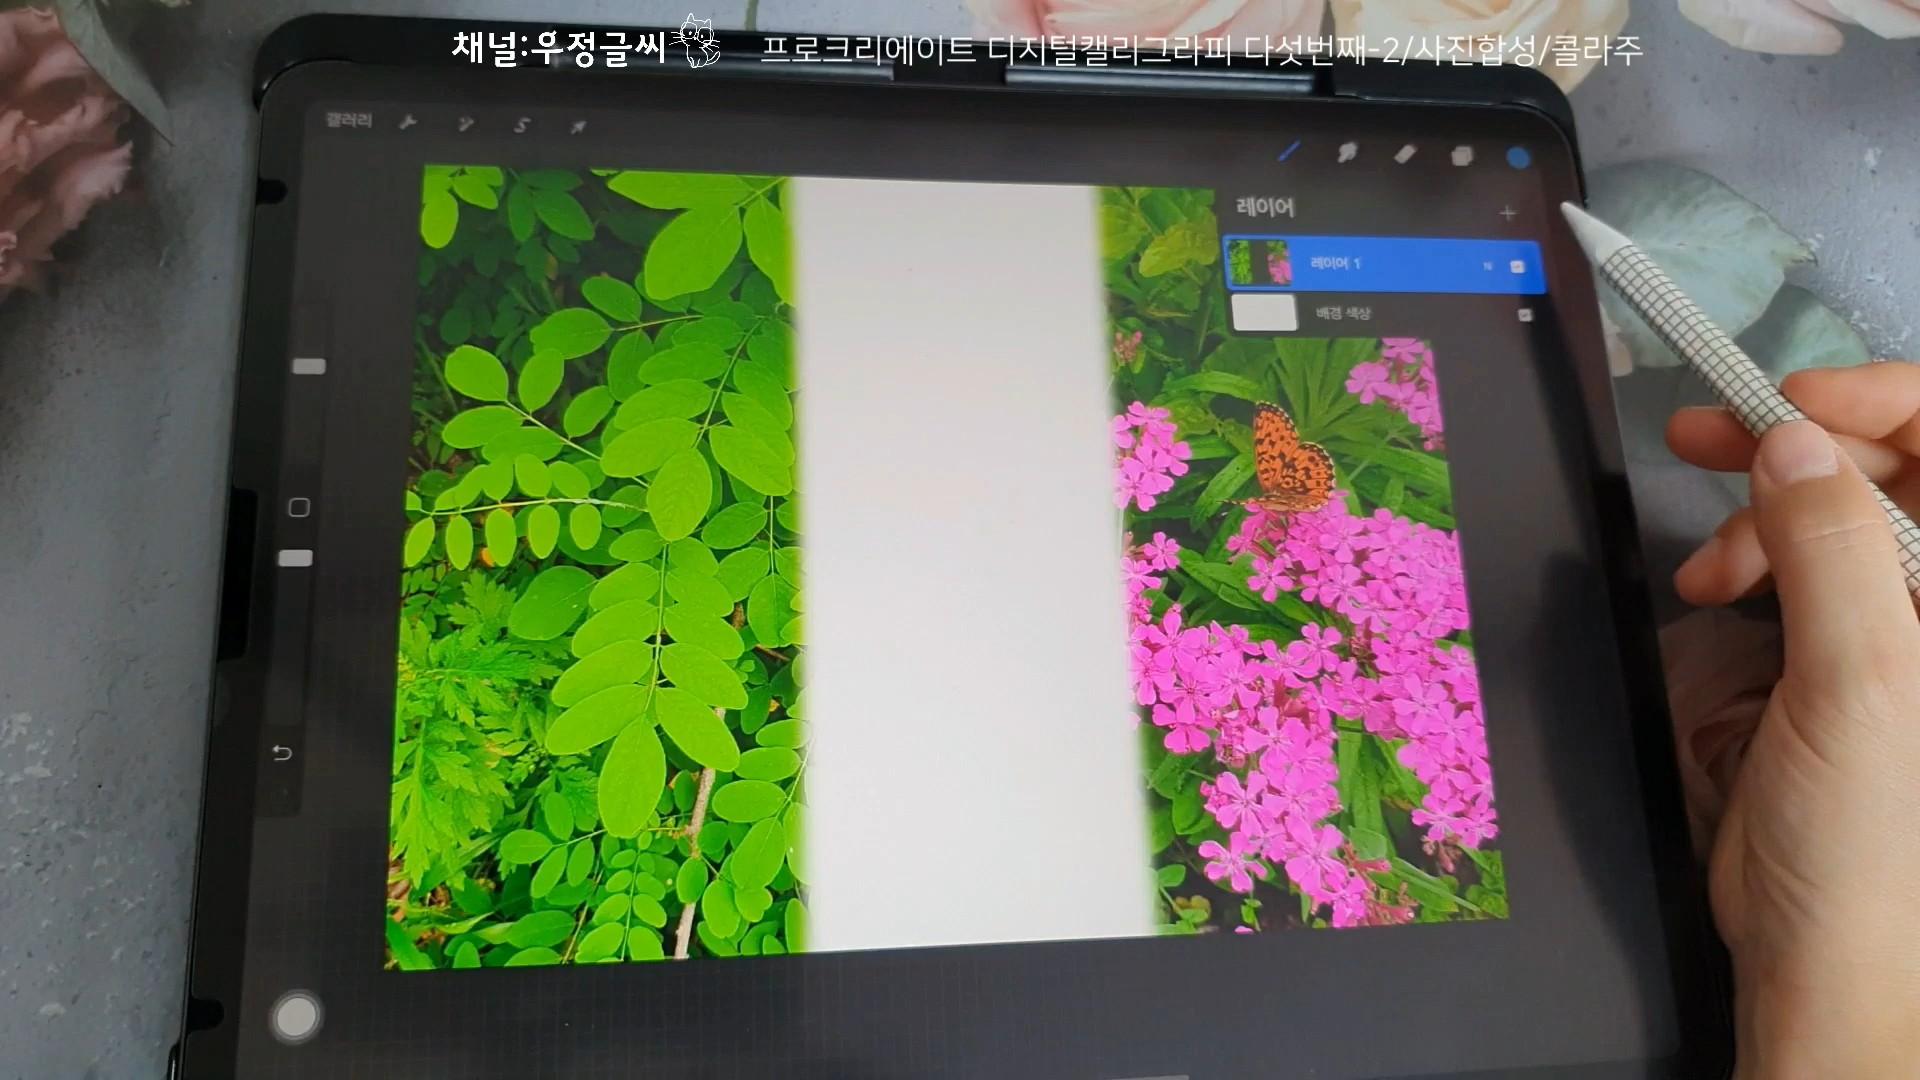 채널:우정글씨
프로크리에이트 디지털캘리그라피 다섯번째-2/사진합성/콜라주
갤러리
레이어
레이어 1
N
배경 색상